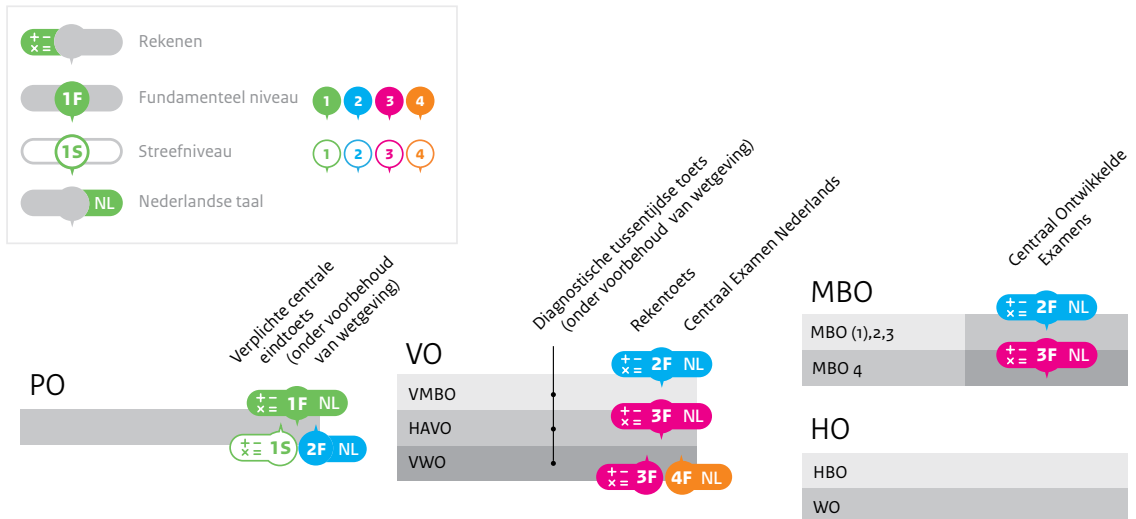 + −
× =
Rekenen
1F
Fundamenteel niveau
1 2 3 4
1S
Streefniveau
1 2 3 4
NL
Nederlandse taal
PO
Verplichte centrale
eindtoets
(onder voorbehoud
van wetgeving)
+ − × = 1F NL
+ − × = 1S 2F NL
VO
Diagnostische tussentijdse toets
(onder voorbehoud van wetgeving)
Rekentoets
Centraal Examen Nederlands
+ − × = 2F NL
VMBO
+ − × = 3F NL
HAVO
VWO
+ − × = 3F 4F NL
MBO
Centraal Ontwikkelde
Examens
+ − × = 2F NL
MBO (1),2,3
+ − × = 3F NL
MBO 4
HO
HBO
WO